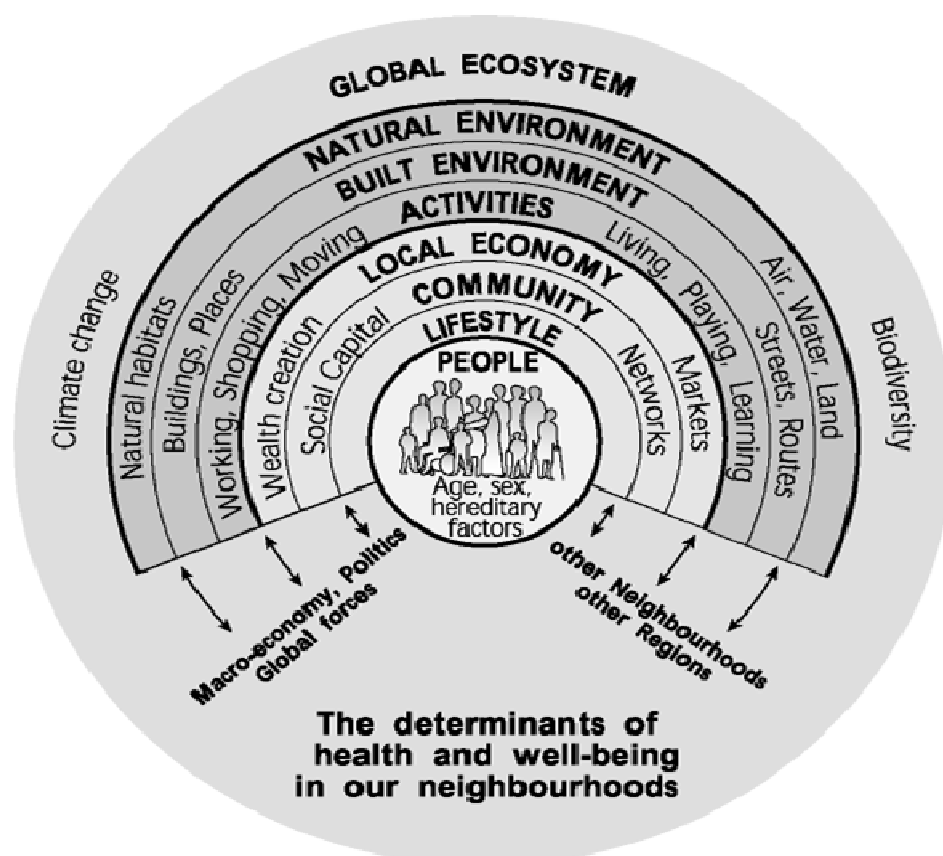 GLOBAL ECOSYSTEM
NATURAL ENVIRONMENT
BUILT ENVIRONMENT
ACTIVITIES
LOCAL ECONOMY
COMMUNITY
LIFESTYLE
PEOPLE
Age, sex,
hereditary
factors
Climate change
Natural habitats
Buildings, Places
Working, Shopping, Moving
Wealth creation
Social Capital
Networks
Markets
Living, Playing, Learning
Streets, Routes
Air, Water, Land
Biodiversity
Macro-economy, Politics
Global forces
other Neighbourhoods
other Regions
The determinants of
health and well-being
in our neighbourhoods